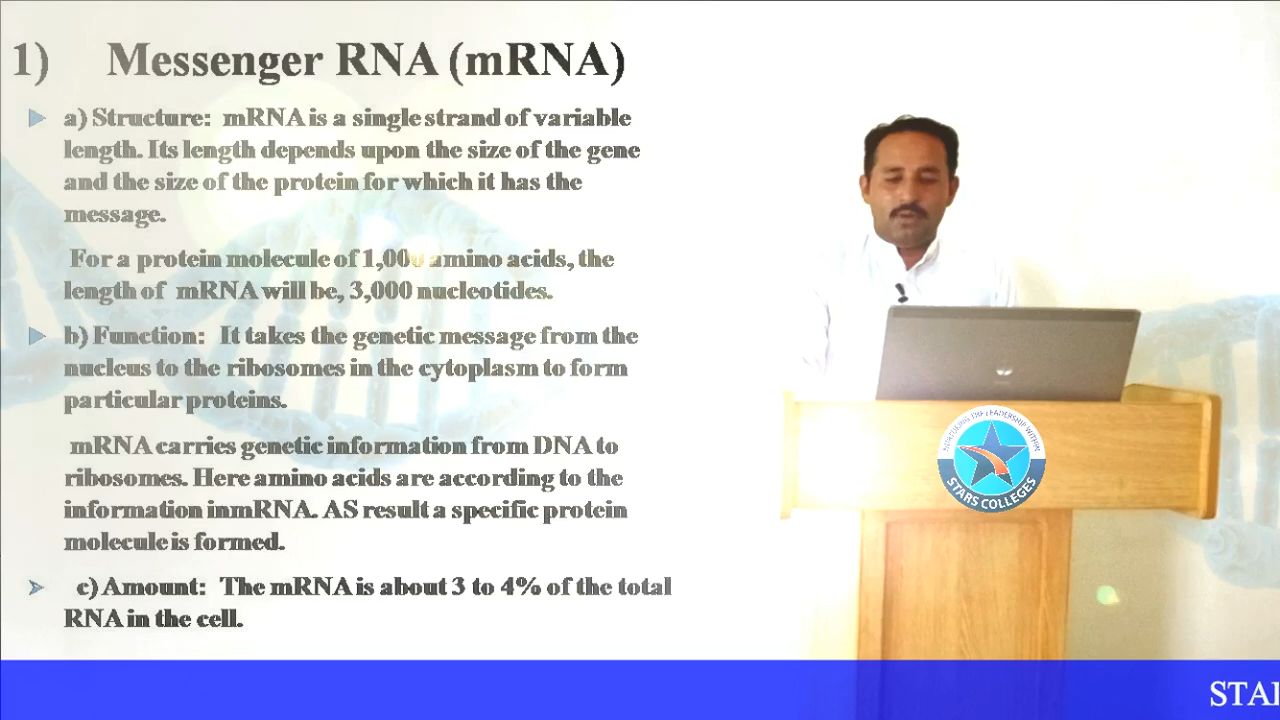 1) Messenger RNA (mRNA)
a) Structure: mRNA is a single strand of variable
length. Its length depends upon the size of the gene
and the size of the protein for which it has the
message.
For a protein molecule of 1,000 amino acids, the
length of mRNA will be, 3,000 nucleotides.
b) Function: It takes the genetic message from the
nucleus to the ribosomes in the cytoplasm to form
particular proteins.
mRNA carries genetic information from DNA to
ribosomes. Here amino acids are according to the
information inmRNA. AS result a specific protein
molecule is formed.
c) Amount: The mRNA is about 3 to 4% of the total
RNA in the cell.
NURTURING THE LEADERSHIP WITHIN
STARS COLLEGES
STAR